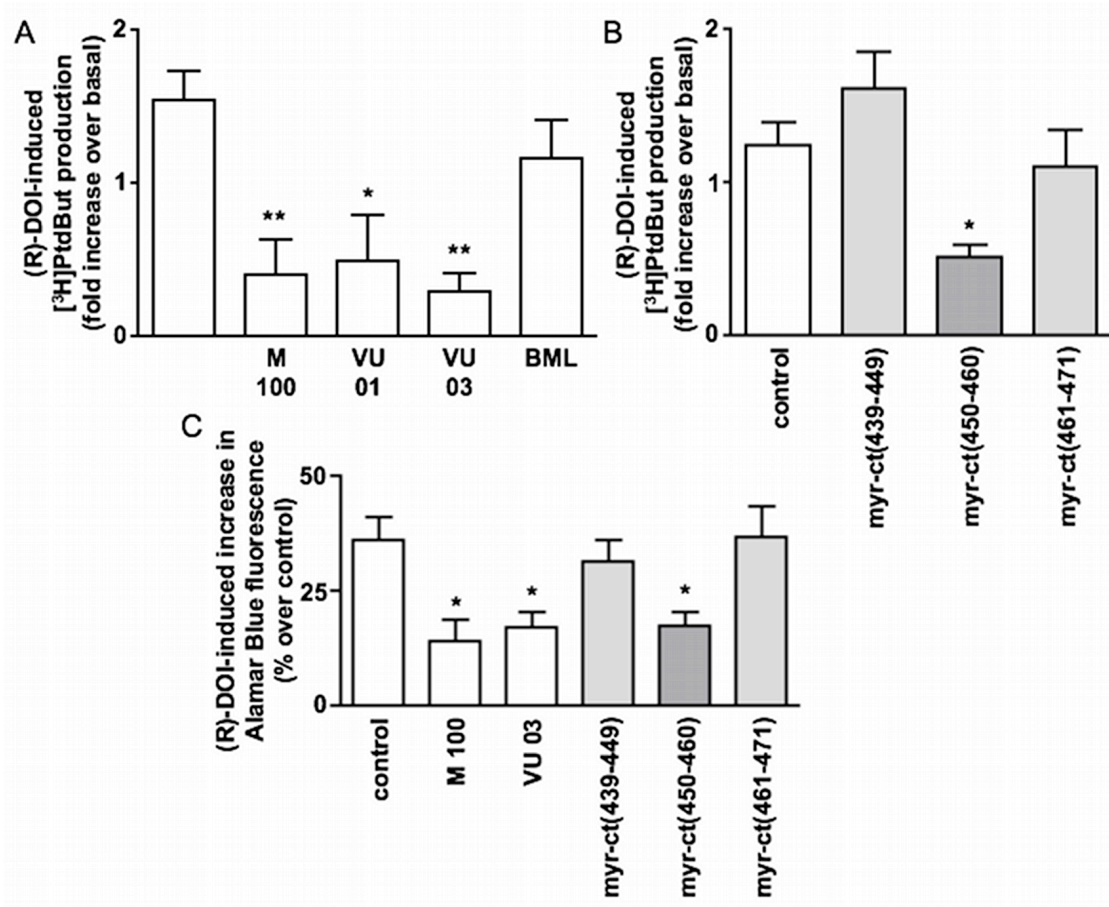 A
(R)-DOI-induced
[³H]PtdBut production
(fold increase over basal)
2
1
0
**
*
**
M
100
VU
01
VU
03
BML
B
(R)-DOI-induced
[³H]PtdBut production
(fold increase over basal)
2
1
0
*
control
myr-ct(439-449)
myr-ct(450-460)
myr-ct(461-471)
C
(R)-DOI-induced increase in
Alamar Blue fluorescence
(% over control)
50
25
0
*
*
*
control
M 100
VU 03
myr-ct(439-449)
myr-ct(450-460)
myr-ct(461-471)